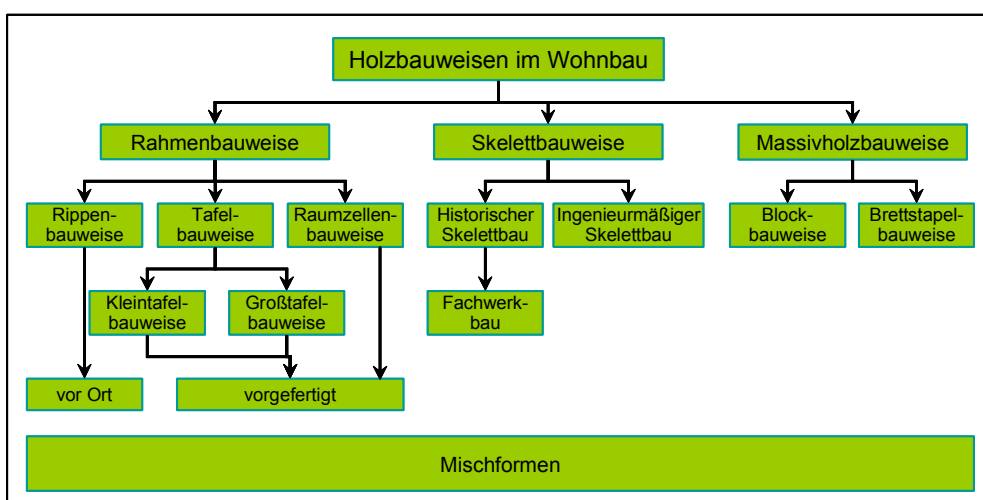 Holzbauweisen im Wohnbau
Rahmenbauweise
Skelettbauweise
Massivholzbauweise
Rippen-
bauweise
Tafel-
bauweise
Raumzellen-
bauweise
Historischer
Skelettbau
Ingenieurmäßiger
Skelettbau
Block-
bauweise
Brettstapel-
bauweise
Kleintafel-
bauweise
Großtafel-
bauweise
Fachwerk-
bau
vor Ort
vorgefertigt
Mischformen